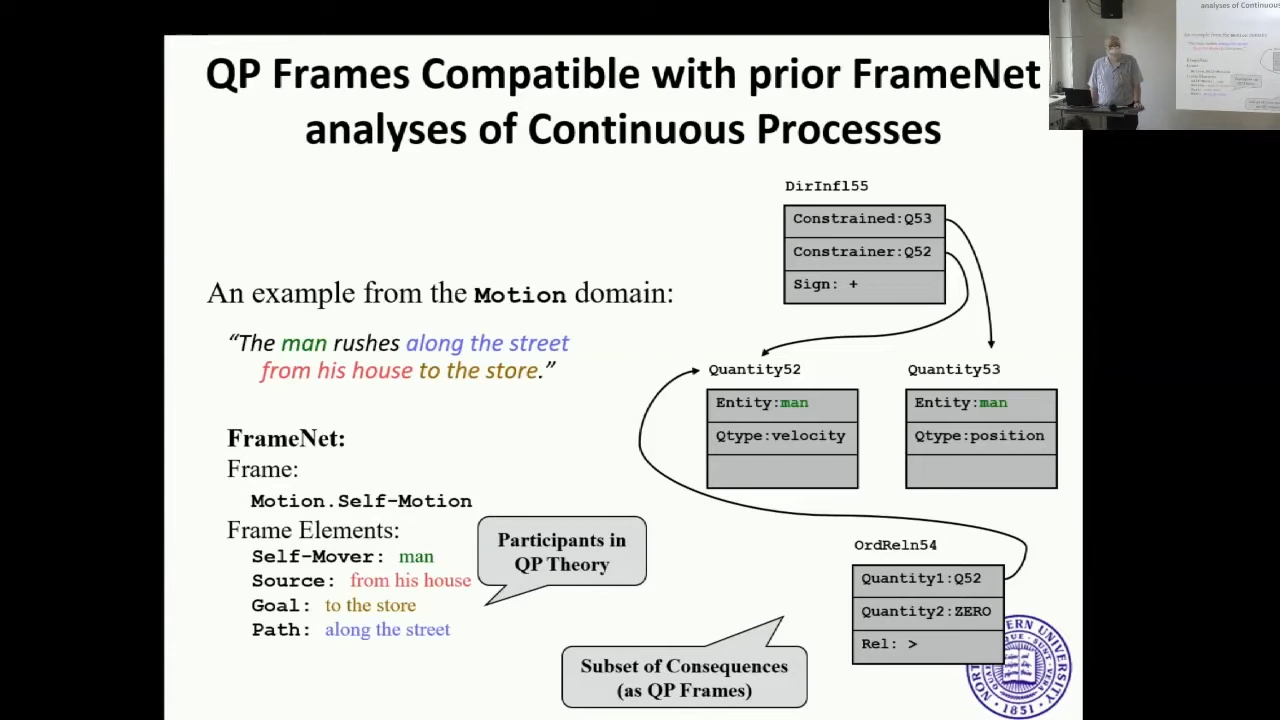 QP Frames Compatible with prior FrameNet
analyses of Continuous Processes
An example from the Motion domain:
“The man rushes along the street
from his house to the store.”
FrameNet:
Frame:
Motion.Self-Motion
Frame Elements:
Self-Mover: man
Source: from his house
Goal: to the store
Path: along the street
Participants in
QP Theory
Subset of Consequences
(as QP Frames)
DirInfl55
Constrained:Q53
Constrainer:Q52
Sign: +
Quantity52
Entity:man
Qtype:velocity
Quantity53
Entity:man
Qtype:position
OrdReln54
Quantity1:Q52
Quantity2:ZERO
Rel: >
1851
analyses of Continuous